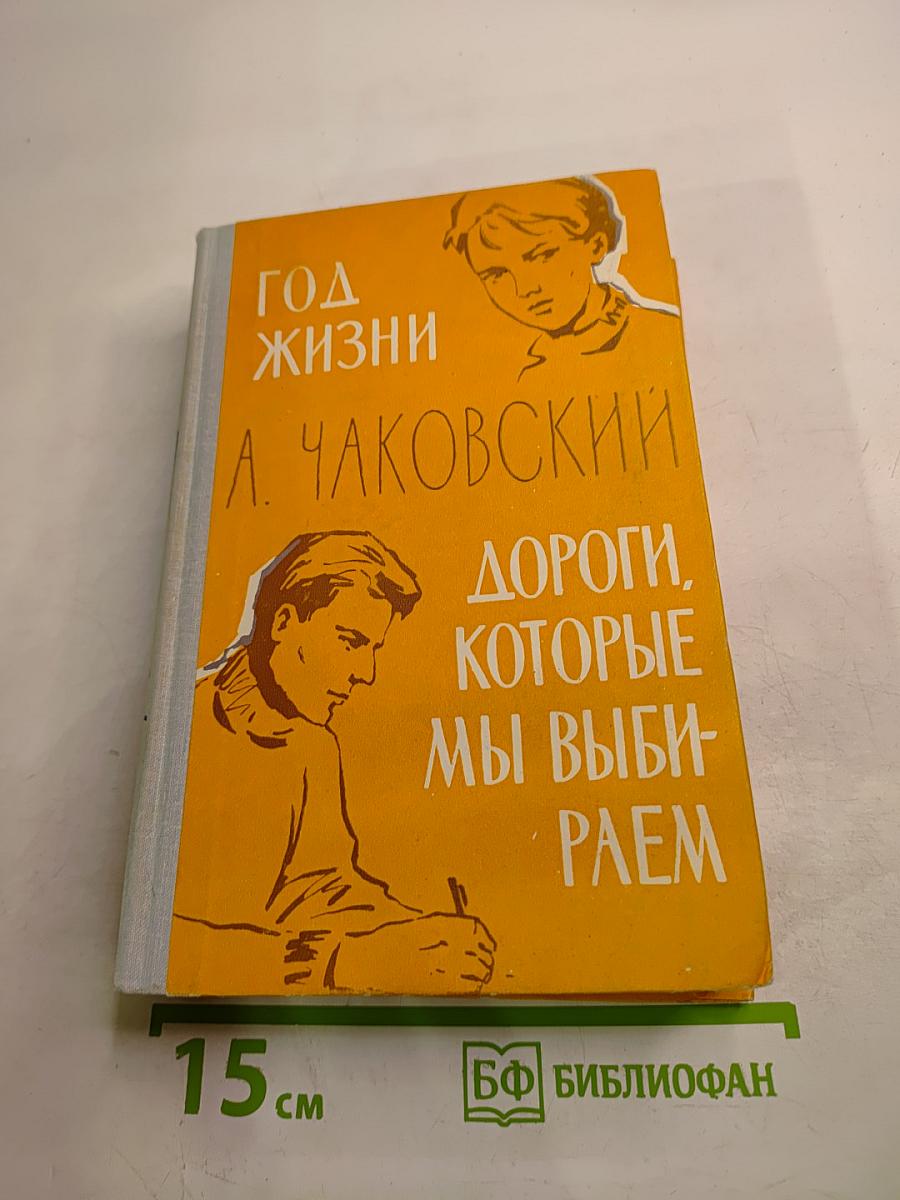 ГОД
ЖИЗНИ
А. ЧАКОВСКИЙ
ДОРОГИ,
КОТОРЫЕ
МЫ ВЫБИ-
РАЕМ
15 см
БФ БИБЛИОФАН